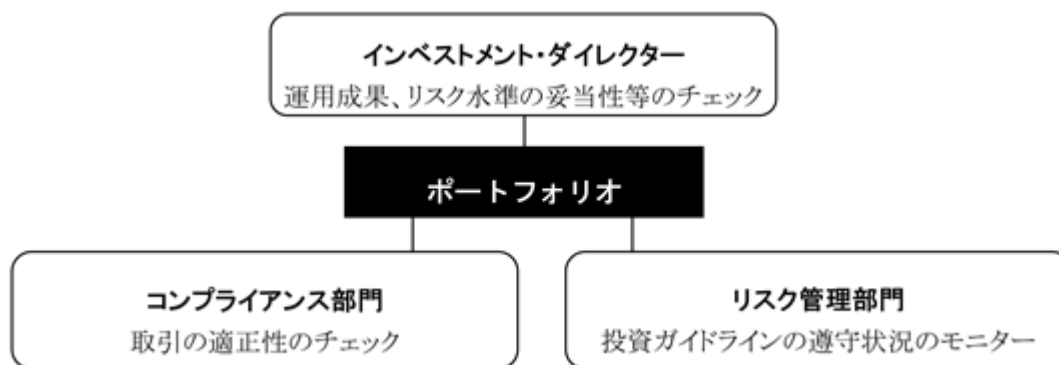 インベストメント・ダイレクター
運用成果、リスク水準の妥当性等のチェック
ポートフォリオ
コンプライアンス部門
取引の適正性のチェック
リスク管理部門
投資ガイドラインの遵守状況のモニター